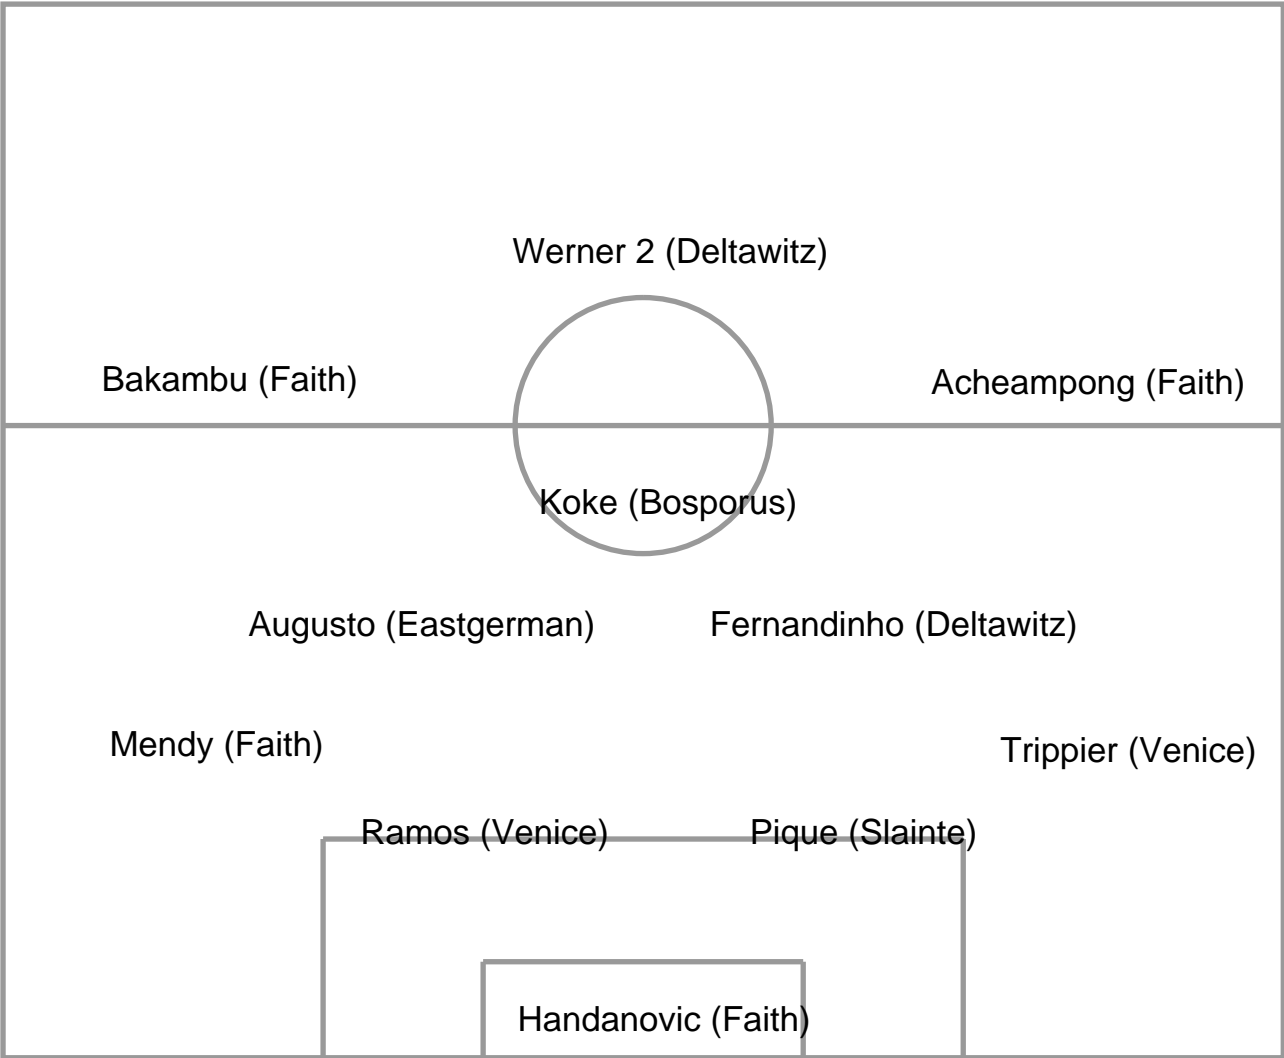 Werner 2 (Deltawitz)
Bakambu (Faith)
Acheampong (Faith)
Koke (Bosporus)
Augusto (Eastgerman)
Fernandinho (Deltawitz)
Mendy (Faith)
Trippier (Venice)
Ramos (Venice)
Pique (Slainte)
Handanovic (Faith)